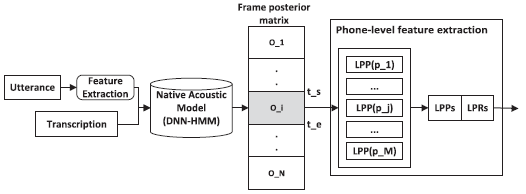 Frame posterior
matrix
Utterance
Feature
Extraction
Transcription
Native Acoustic
Model
(DNN-HMM)
O_1
.
.
O_i
.
.
O_N
t_s
t_e
Phone-level feature extraction
LPP(p_1)
...
LPP(p_j)
...
LPP(p_M)
LPPs
LPRs